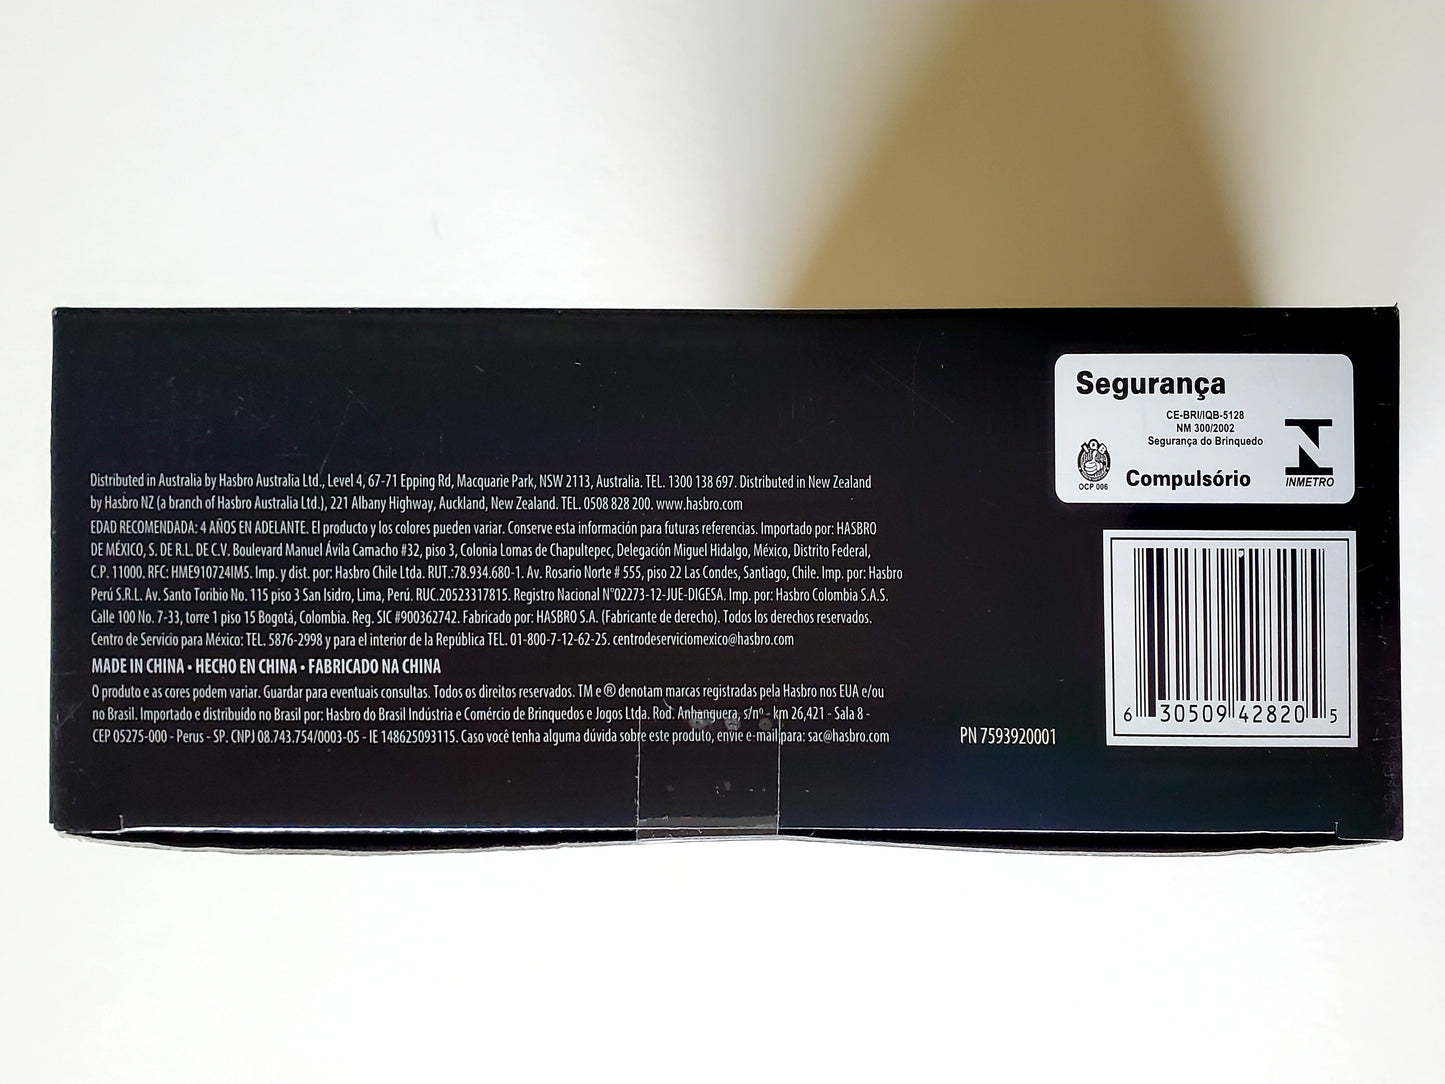 Distributed in Australia by Hasbro Australia Ltd., Level 4, 67-71 Epping Rd, Macquarie Park, NSW 2113, Australia. TEL. 1300 138 697. Distributed in New Zealand
by Hasbro NZ (a branch of Hasbro Australia Ltd.), 221 Albany Highway, Auckland, New Zealand. TEL. 0508 828 200. www.hasbro.com
EDAD RECOMENDADA: 4 AÑOS EN ADELANTE. El producto y los colores pueden variar. Conserve esta información para futuras referencias. Importado por: HASBRO
DE MÉXICO, S. DE R.L. DE C.V. Boulevard Manuel Ávila Camacho #32, piso 3, Colonia Lomas de Chapultepec, Delegación Miguel Hidalgo, México, Distrito Federal,
C.P. 11000. RFC: HME910724IM5. Imp. y dist. por: Hasbro Chile Ltda. RUT.:78.934.680-1. Av. Rosario Norte # 555, piso 22 Las Condes, Santiago, Chile. Imp. por: Hasbro
Perú S.R.L. Av. Santo Toribio No. 115 piso 3 San Isidro, Lima, Perú. RUC.20523317815. Registro Nacional N°02273-12-JUE-DIGESA. Imp. por: Hasbro Colombia S.A.S.
Calle 100 No. 7-33, torre 1 piso 15 Bogotá, Colombia. Reg. SIC #900362742. Fabricado por: HASBRO S.A. (Fabricante de derecho). Todos los derechos reservados.
Centro de Servicio para México: TEL. 5876-2998 y para el interior de la República TEL. 01-800-7-12-62-25. centrodeserviciomexico@hasbro.com
MADE IN CHINA • HECHO EN CHINA • FABRICADO NA CHINA
O produto e as cores podem variar. Guardar para eventuais consultas. Todos os direitos reservados. TM e ® denotam marcas registradas pela Hasbro nos EUA e/ou
no Brasil. Importado e distribuído no Brasil por: Hasbro do Brasil Indústria e Comércio de Brinquedos e Jogos Ltda. Rod. Anhanguera, s/nº - km 26,421 - Sala 8 -
CEP 05275-000 - Perus - SP. CNPJ 08.743.754/0003-05 - IE 148625093115. Caso você tenha alguma dúvida sobre este produto, envie e-mail para: sac@hasbro.com
PN 7593920001
Segurança
CE-BRI/IQB-5128
NM 300/2002
Segurança do Brinquedo
Compulsório
OCP 006
INMETRO
6 30509 42820 5